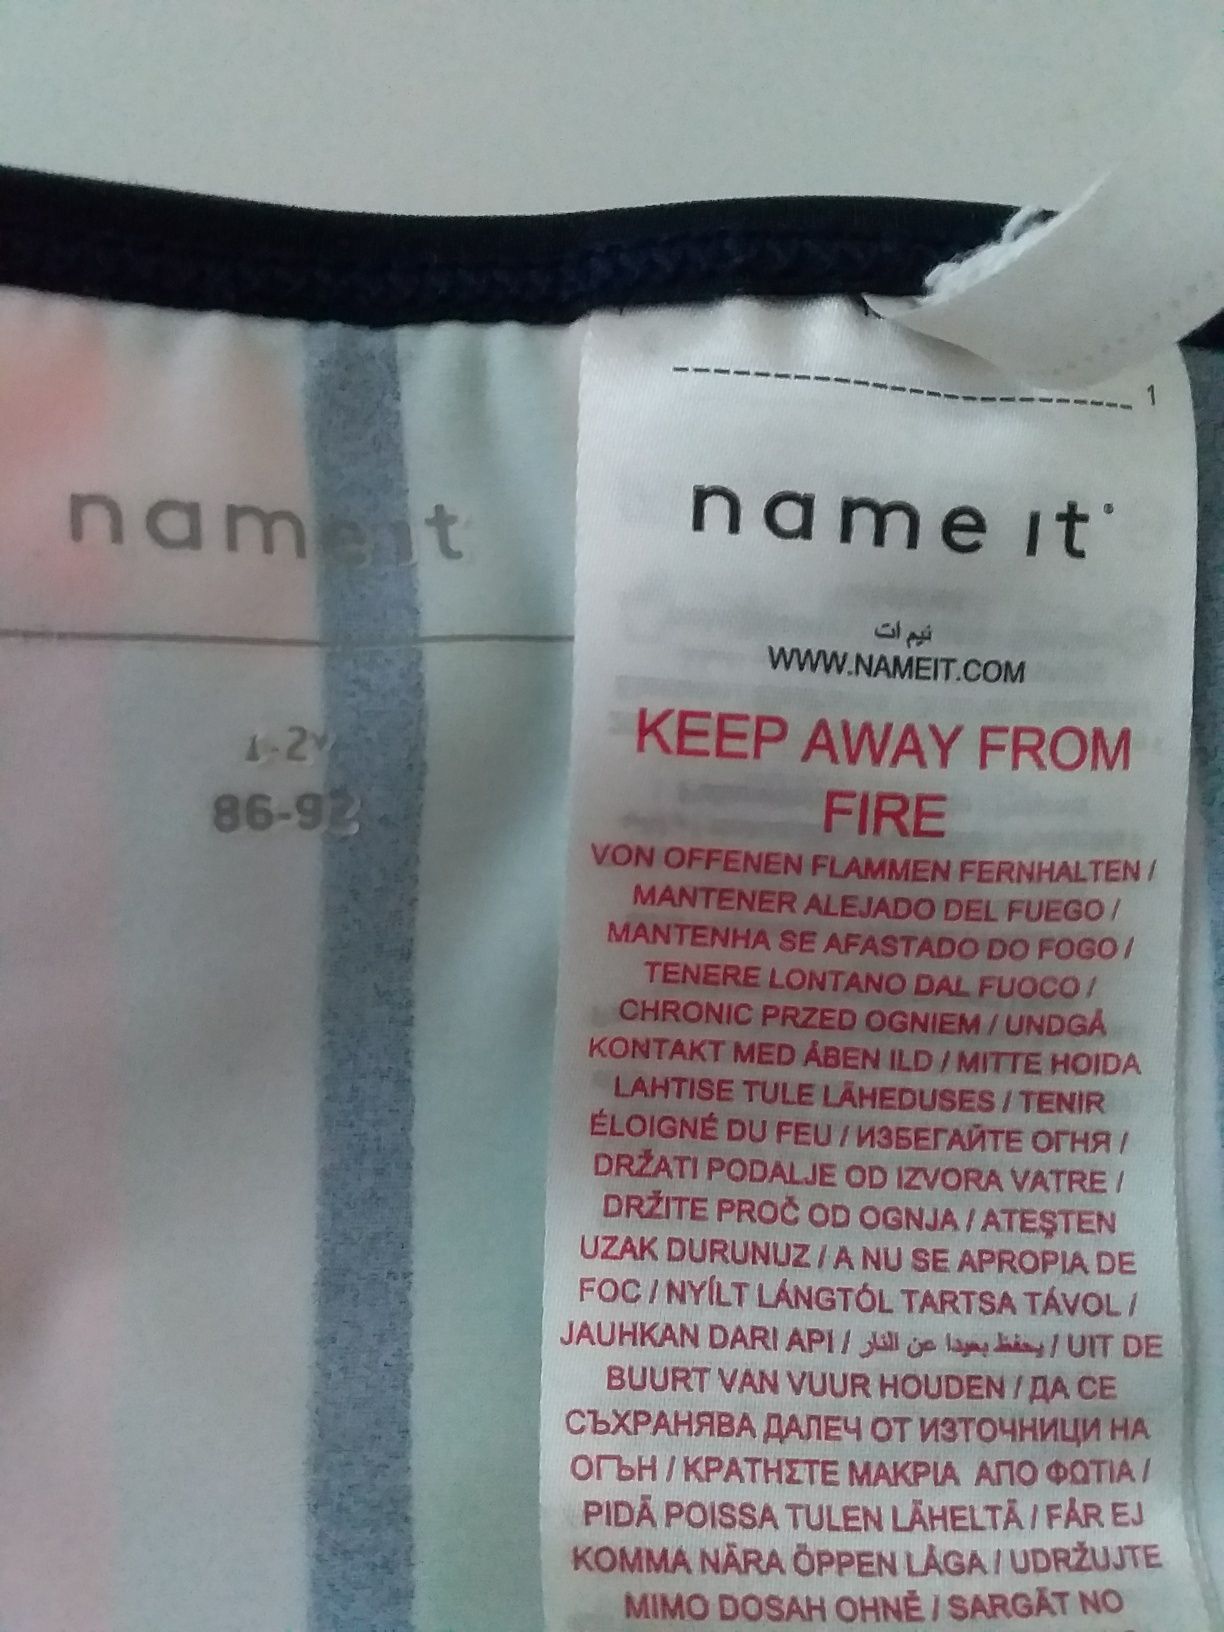 name it
1-2Y
86-92
1
name it®
نيم ات
WWW.NAMEIT.COM
KEEP AWAY FROM
FIRE
VON OFFENEN FLAMMEN FERNHALTEN /
MANTENER ALEJADO DEL FUEGO /
MANTENHA SE AFASTADO DO FOGO /
TENERE LONTANO DAL FUOCO /
CHRONIC PRZED OGNIEM / UNDGÅ
KONTAKT MED ÅBEN ILD / MITTE HOIDA
LAHTISE TULE LÄHEDUSES / TENIR
ÉLOIGNÉ DU FEU / ИЗБЕГАЙТЕ ОГНЯ /
DRŽATI PODALJE OD IZVORA VATRE /
DRŽITE PROČ OD OGNJA / ATEŞTEN
UZAK DURUNUZ / A NU SE APROPIA DE
FOC / NYÍLT LÁNGTÓL TARTSA TÁVOL /
JAUHKAN DARI API / يحفظ بعيدا عن النار / UIT DE
BUURT VAN VUUR HOUDEN / ДА СЕ
СЪХРАНЯВА ДАЛЕЧ ОТ ИЗТОЧНИЦИ НА
ОГЪН / ΚΡΑΤΗΣΤΕ ΜΑΚΡΙΑ ΑΠΟ ΦΩΤΙΑ /
PIDÄ POISSA TULEN LÄHELTÄ / FÅR EJ
KOMMA NÄRA ÖPPEN LÅGA / UDRŽUJTE
MIMO DOSAH OHNĚ / SARGĀT NO